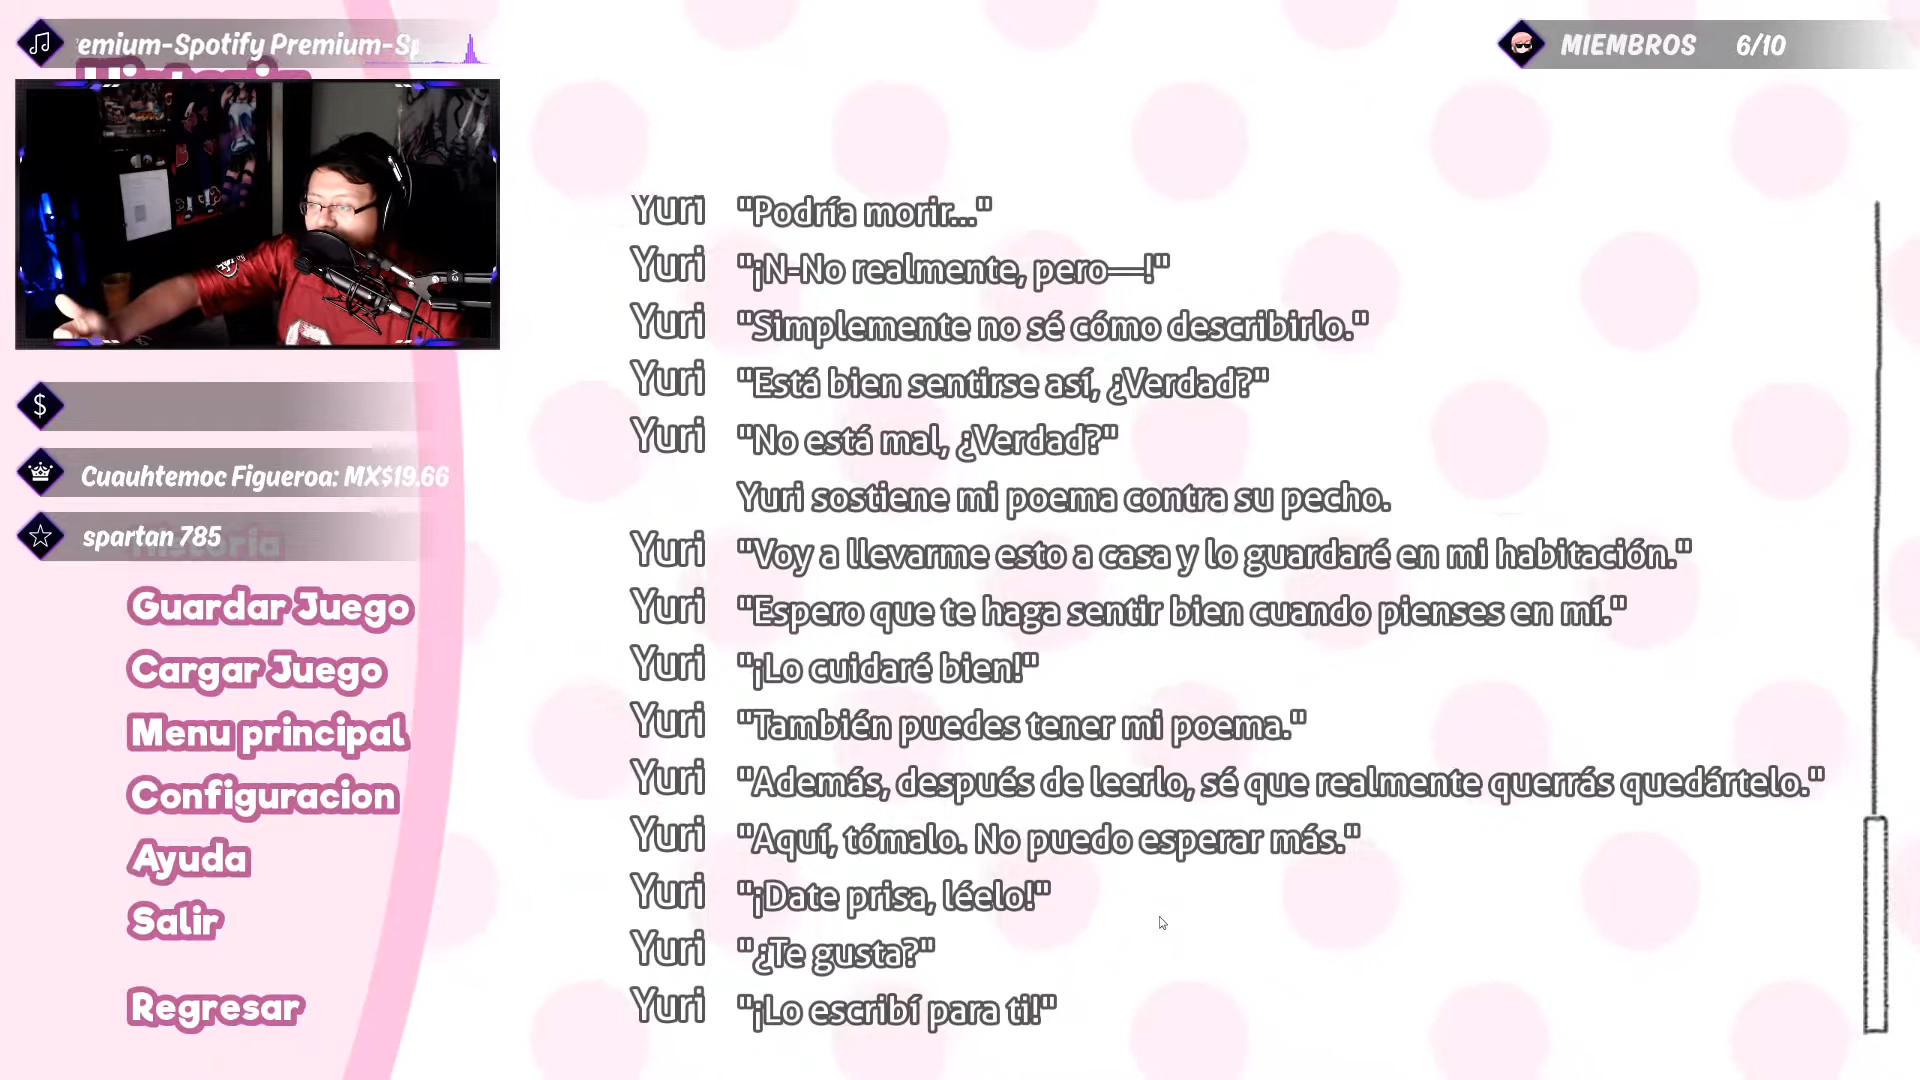 emium-Spotify Premium-Sp
MIEMBROS 6/10
Historia
$
Cuauhtemoc Figueroa: MX$19.66
spartan 785
Historia
Guardar Juego
Cargar Juego
Menu principal
Configuracion
Ayuda
Salir
Regresar
Yuri "Podría morir..."
Yuri "¡N-No realmente, pero—!"
Yuri "Simplemente no sé cómo describirlo."
Yuri "Está bien sentirse así, ¿Verdad?"
Yuri "No está mal, ¿Verdad?"
Yuri sostiene mi poema contra su pecho.
Yuri "Voy a llevarme esto a casa y lo guardaré en mi habitación."
Yuri "Espero que te haga sentir bien cuando pienses en mí."
Yuri "¡Lo cuidaré bien!"
Yuri "También puedes tener mi poema."
Yuri "Además, después de leerlo, sé que realmente querrás quedártelo."
Yuri "Aquí, tómalo. No puedo esperar más."
Yuri "¡Date prisa, léelo!"
Yuri "¿Te gusta?"
Yuri "¡Lo escribí para ti!"